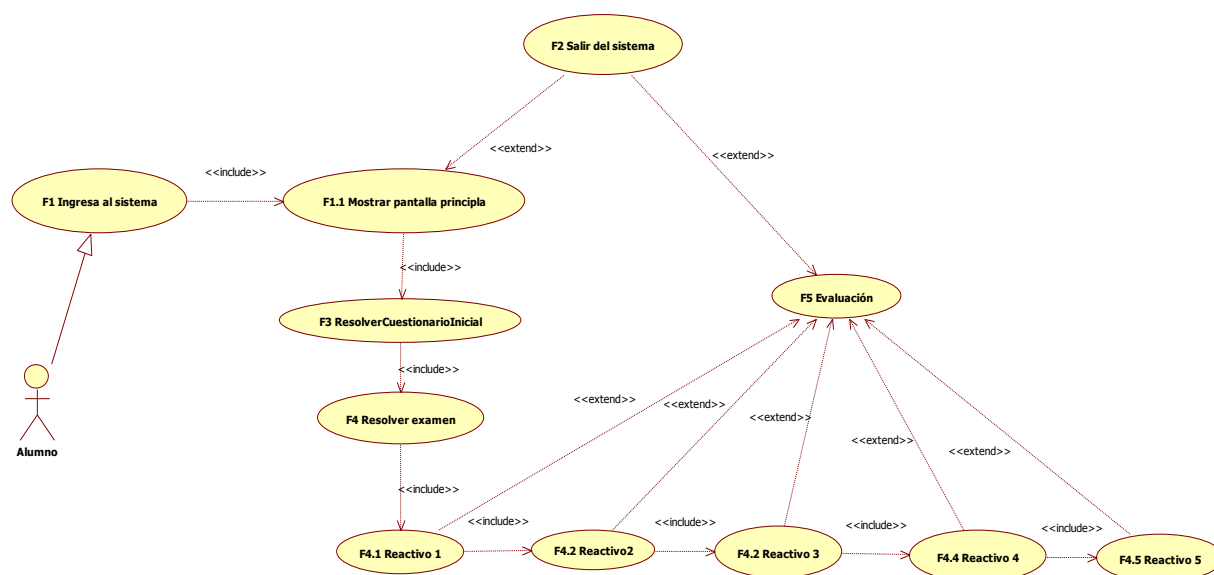 F2 Salir del sistema
<<extend>>
<<extend>>
<<include>>
F1 Ingresa al sistema
F1.1 Mostrar pantalla principla
<<include>>
F5 Evaluación
F3 ResolverCuestionarioInicial
<<include>>
<<extend>>
<<extend>>
<<extend>>
F4 Resolver examen
<<extend>>
<<extend>>
Alumno
<<include>>
<<include>>
<<include>>
<<include>>
<<include>>
F4.1 Reactivo 1
F4.2 Reactivo2
F4.2 Reactivo 3
F4.4 Reactivo 4
F4.5 Reactivo 5